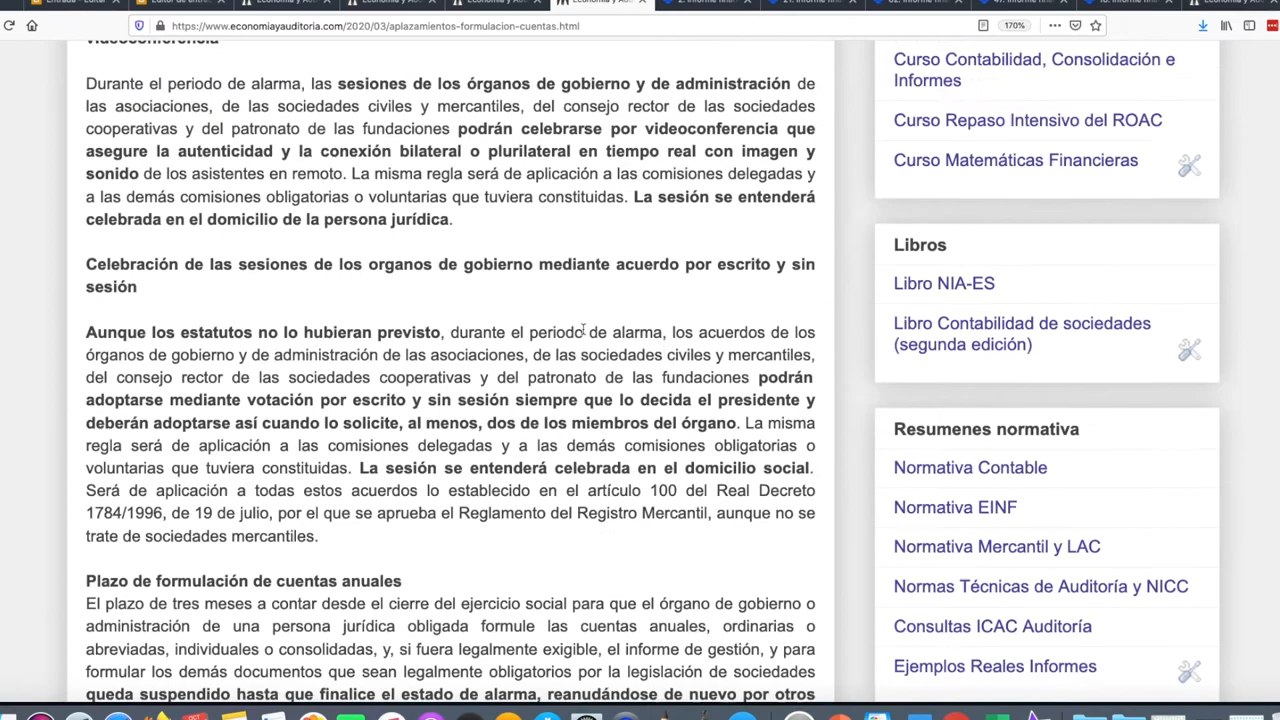 https://www.economiayauditoria.com/2020/03/aplazamientos-formulacion-cuentas.html
170%
videoconferencia
Durante el periodo de alarma, las sesiones de los órganos de gobierno y de administración de
las asociaciones, de las sociedades civiles y mercantiles, del consejo rector de las sociedades
cooperativas y del patronato de las fundaciones podrán celebrarse por videoconferencia que
asegure la autenticidad y la conexión bilateral o plurilateral en tiempo real con imagen y
sonido de los asistentes en remoto. La misma regla será de aplicación a las comisiones delegadas y
a las demás comisiones obligatorias o voluntarias que tuviera constituidas. La sesión se entenderá
celebrada en el domicilio de la persona jurídica.
Celebración de las sesiones de los organos de gobierno mediante acuerdo por escrito y sin
sesión
Aunque los estatutos no lo hubieran previsto, durante el periodo de alarma, los acuerdos de los
órganos de gobierno y de administración de las asociaciones, de las sociedades civiles y mercantiles,
del consejo rector de las sociedades cooperativas y del patronato de las fundaciones podrán
adoptarse mediante votación por escrito y sin sesión siempre que lo decida el presidente y
deberán adoptarse así cuando lo solicite, al menos, dos de los miembros del órgano. La misma
regla será de aplicación a las comisiones delegadas y a las demás comisiones obligatorias o
voluntarias que tuviera constituidas. La sesión se entenderá celebrada en el domicilio social.
Será de aplicación a todas estos acuerdos lo establecido en el artículo 100 del Real Decreto
1784/1996, de 19 de julio, por el que se aprueba el Reglamento del Registro Mercantil, aunque no se
trate de sociedades mercantiles.
Plazo de formulación de cuentas anuales
El plazo de tres meses a contar desde el cierre del ejercicio social para que el órgano de gobierno o
administración de una persona jurídica obligada formule las cuentas anuales, ordinarias o
abreviadas, individuales o consolidadas, y, si fuera legalmente exigible, el informe de gestión, y para
formular los demás documentos que sean legalmente obligatorios por la legislación de sociedades
queda suspendido hasta que finalice el estado de alarma, reanudándose de nuevo por otros
Curso Contabilidad, Consolidación e
Informes
Curso Repaso Intensivo del ROAC
Curso Matemáticas Financieras
Libros
Libro NIA-ES
Libro Contabilidad de sociedades
(segunda edición)
Resumenes normativa
Normativa Contable
Normativa EINF
Normativa Mercantil y LAC
Normas Técnicas de Auditoría y NICC
Consultas ICAC Auditoría
Ejemplos Reales Informes